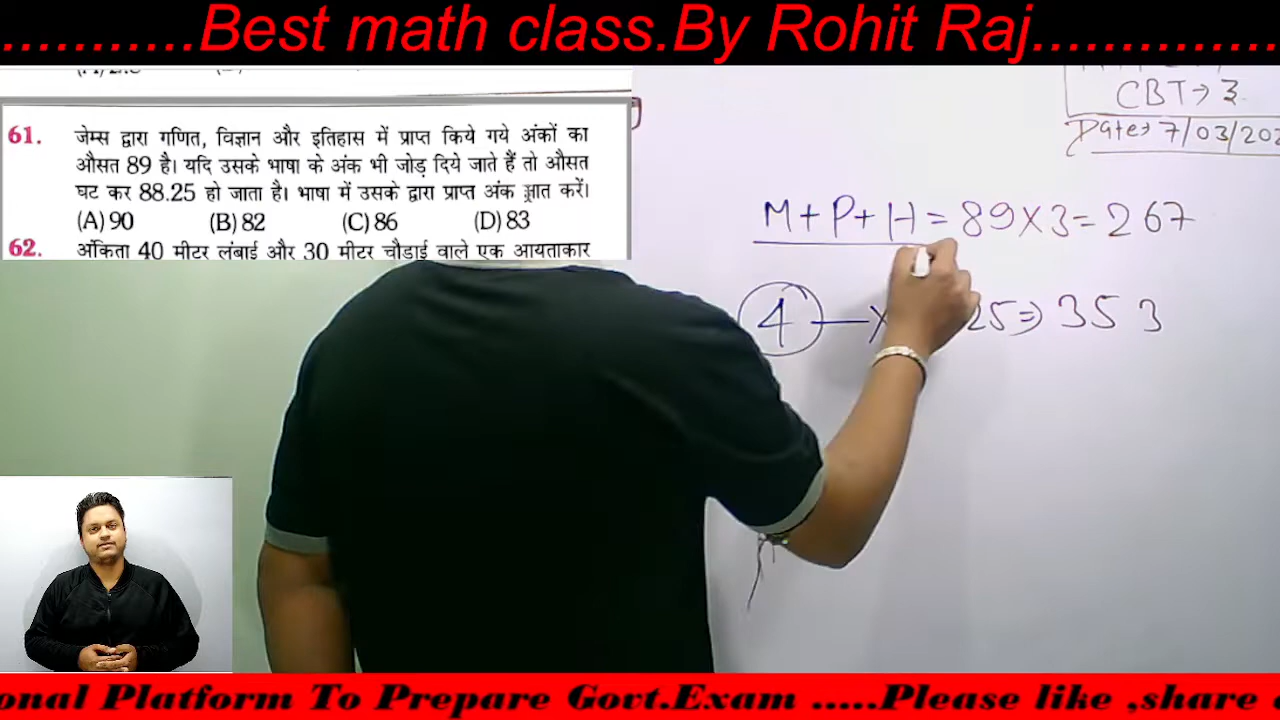 ...........Best math class.By Rohit Raj..............
CBT→ 3
Date→ 7/03/202
61. जेम्स द्वारा गणित, विज्ञान और इतिहास में प्राप्त किये गये अंकों का
औसत 89 है। यदि उसके भाषा के अंक भी जोड़ दिये जाते हैं तो औसत
घट कर 88.25 हो जाता है। भाषा में उसके द्वारा प्राप्त अंक ज्ञात करें।
(A) 90 (B) 82 (C) 86 (D) 83
62. अंकिता 40 मीटर लंबाई और 30 मीटर चौड़ाई वाले एक आयताकार
M+P+H=89×3=267
4 —× 25⇒353
onal Platform To Prepare Govt.Exam .....Please like ,share